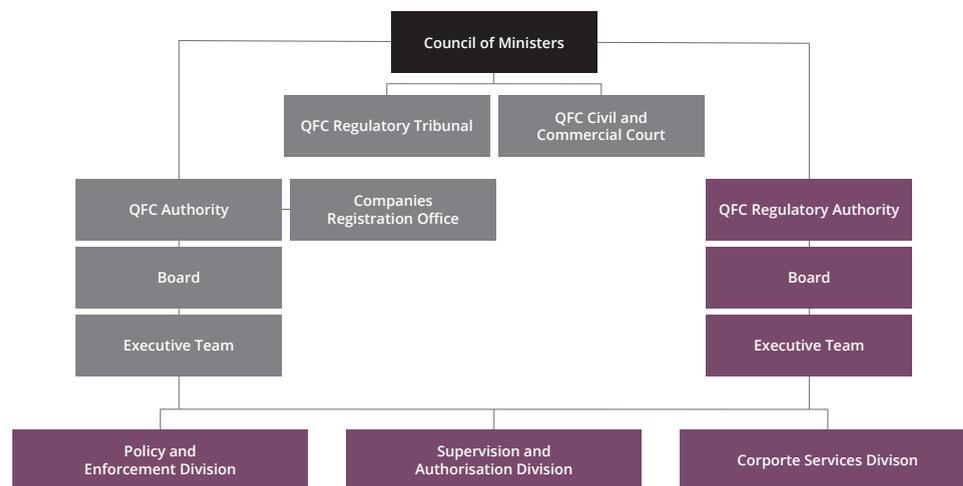 Council of Ministers
QFC Regulatory Tribunal
QFC Civil and
Commercial Court
QFC Authority
Companies
Registration Office
QFC Regulatory Authority
Board
Board
Executive Team
Executive Team
Policy and
Enforcement Division
Supervision and
Authorisation Division
Corporte Services Divison